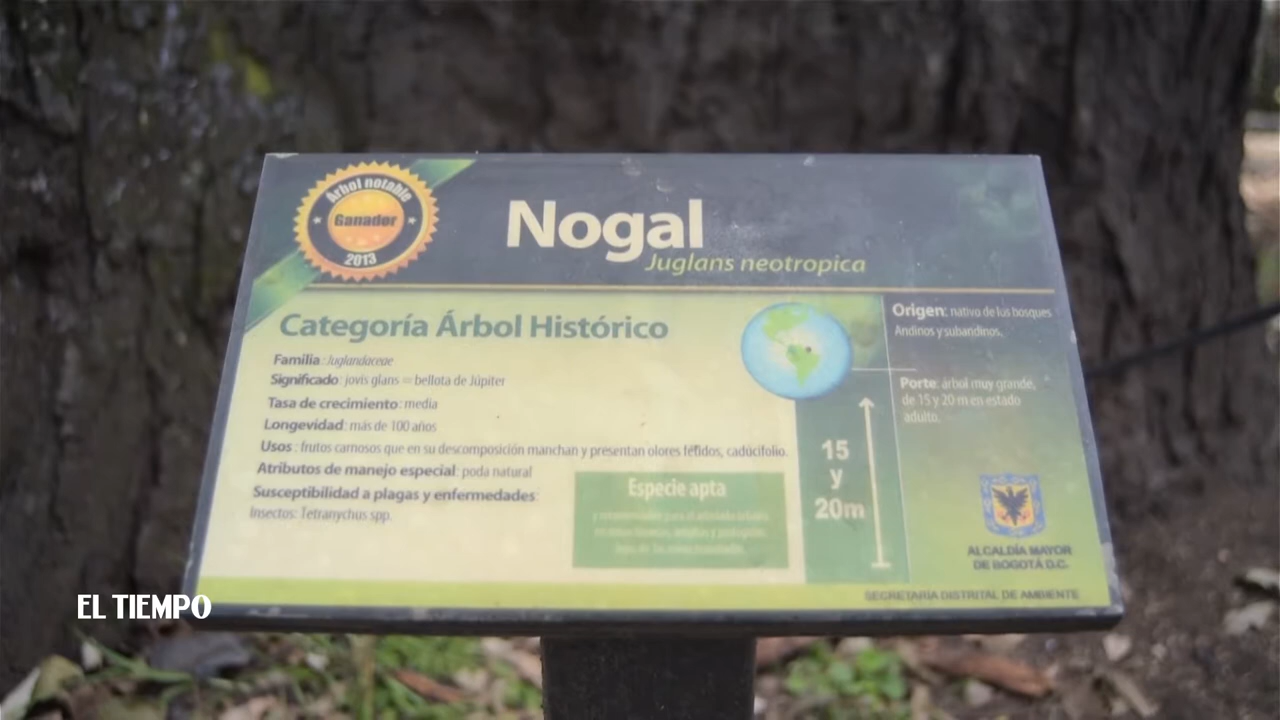 Árbol notable
Ganador
2013
Nogal
Juglans neotropica
Categoría Árbol Histórico
Familia: Juglandaceae
Significado: jovis glans = bellota de Júpiter
Tasa de crecimiento: media
Longevidad: más de 100 años
Usos: frutos carnosos que en su descomposición manchan y presentan olores fétidos, caducifolio.
Atributos de manejo especial: poda natural
Susceptibilidad a plagas y enfermedades:
Insectos: Tetranychus spp.
Especie apta
15
y
20m
Origen: nativo de los bosques
Andinos y subandinos.
Porte: árbol muy grande,
de 15 y 20 m en estado
adulto.
ALCALDÍA MAYOR
DE BOGOTÁ D.C.
SECRETARÍA DISTRITAL DE AMBIENTE
EL TIEMPO